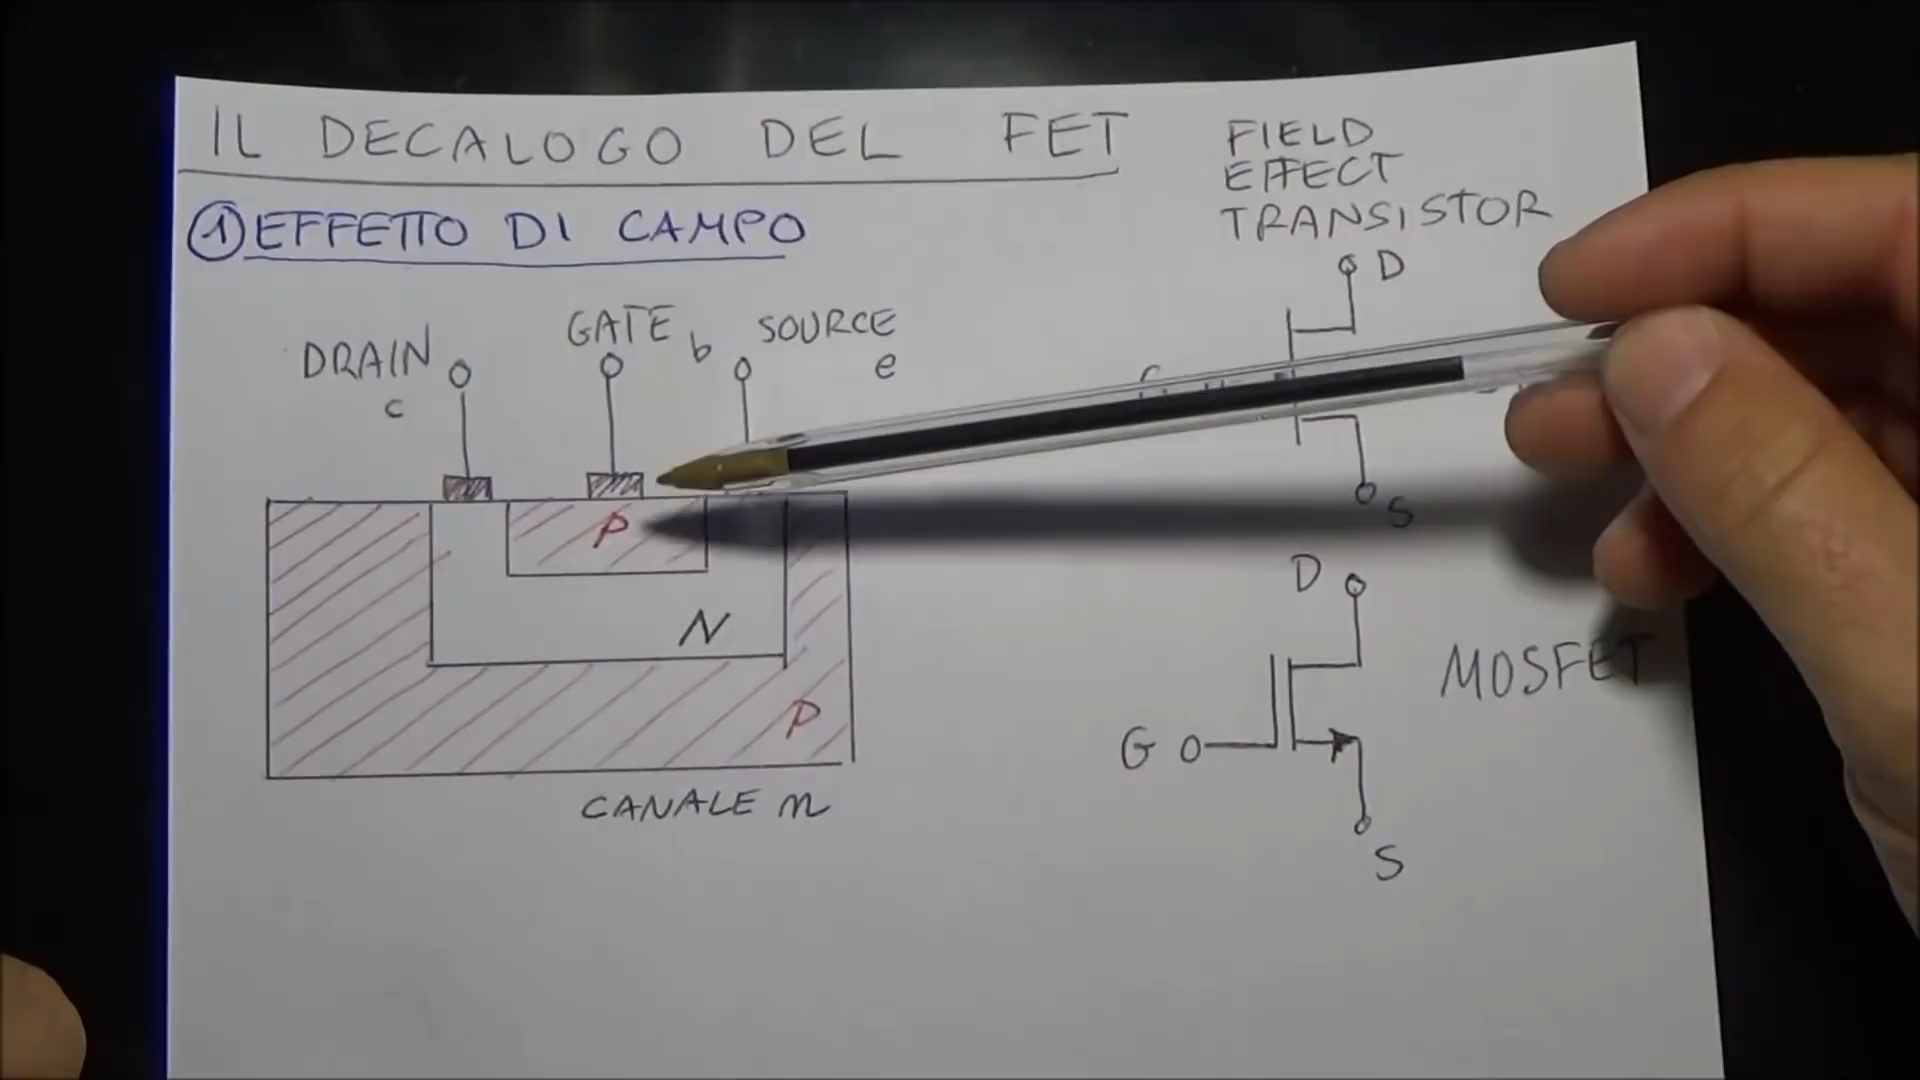 IL DECALOGO DEL FET
FIELD
EFFECT
TRANSISTOR
1 EFFETTO DI CAMPO
DRAIN
c
GATE
b
SOURCE
e
P
N
P
CANALE n
D
S
D
G
S
MOSFET